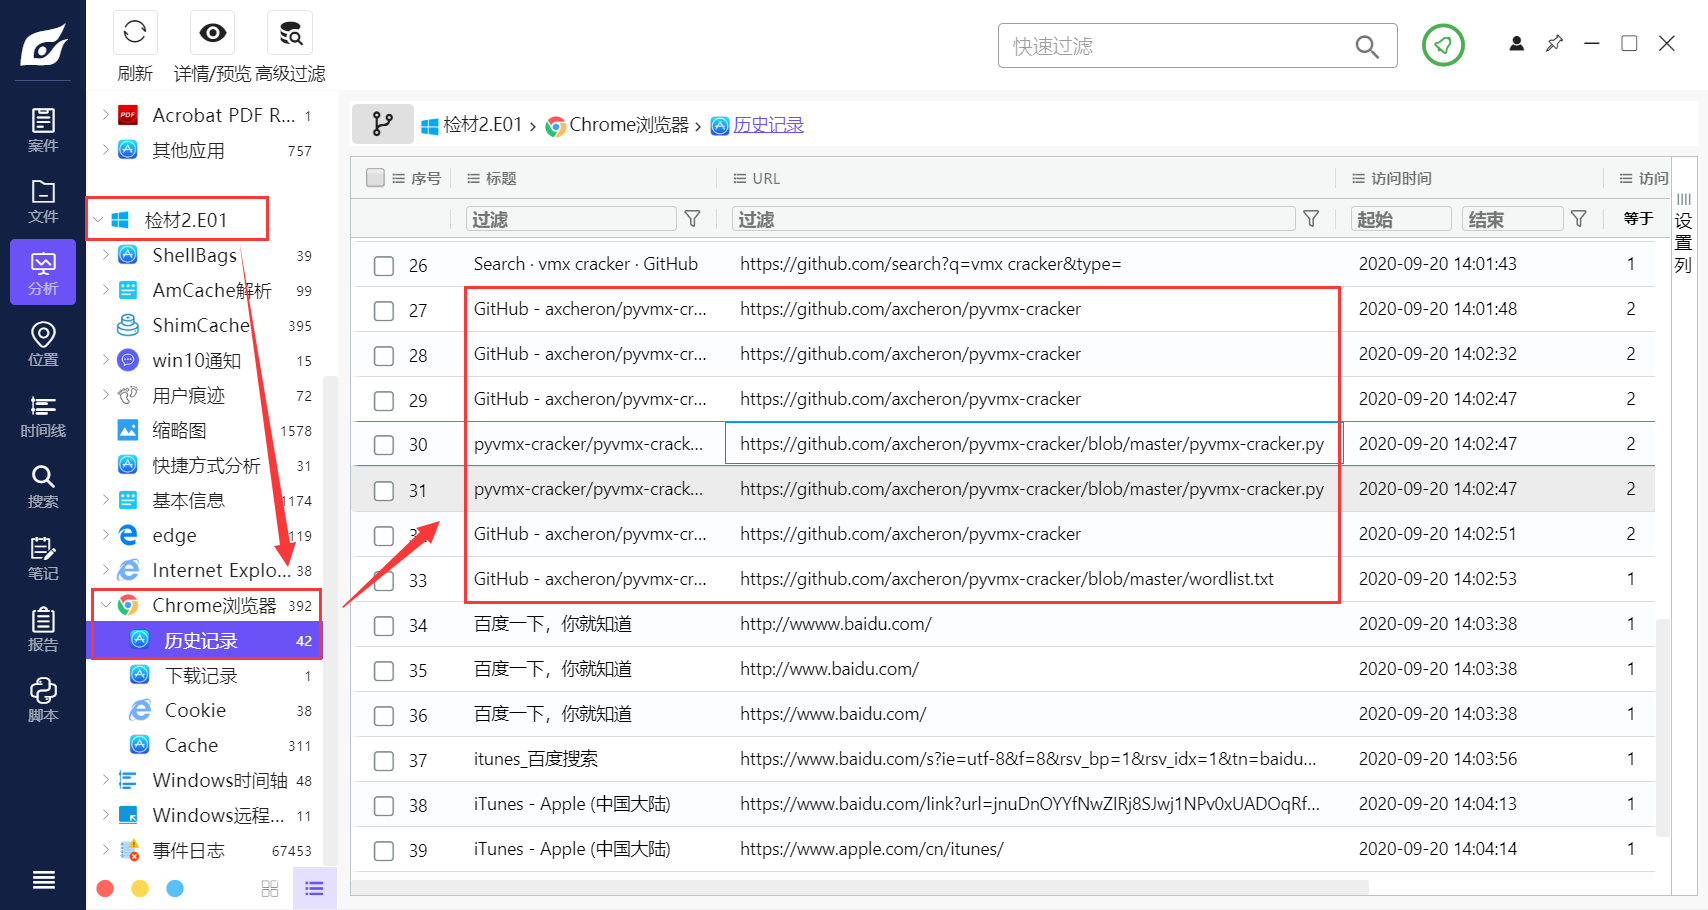 刷新
详情/预览
高级过滤
快速过滤
案件
文件
分析
位置
时间线
搜索
笔记
报告
脚本
Acrobat PDF R... 1
其他应用 757
检材2.E01
ShellBags 39
AmCache解析 99
ShimCache 395
win10通知 15
用户痕迹 72
缩略图 1578
快捷方式分析 31
基本信息 1174
edge 119
Internet Explo... 38
Chrome浏览器 392
历史记录 42
下载记录 1
Cookie 38
Cache 311
Windows时间轴 48
Windows远程... 11
事件日志 67453
检材2.E01 › Chrome浏览器 › 历史记录
序号 标题 URL 访问时间 访问
过滤 过滤 起始 结束 等于
设置列
26 Search · vmx cracker · GitHub https://github.com/search?q=vmx cracker&type= 2020-09-20 14:01:43 1
27 GitHub - axcheron/pyvmx-cr... https://github.com/axcheron/pyvmx-cracker 2020-09-20 14:01:48 2
28 GitHub - axcheron/pyvmx-cr... https://github.com/axcheron/pyvmx-cracker 2020-09-20 14:02:32 2
29 GitHub - axcheron/pyvmx-cr... https://github.com/axcheron/pyvmx-cracker 2020-09-20 14:02:47 2
30 pyvmx-cracker/pyvmx-crack... https://github.com/axcheron/pyvmx-cracker/blob/master/pyvmx-cracker.py 2020-09-20 14:02:47 2
31 pyvmx-cracker/pyvmx-crack... https://github.com/axcheron/pyvmx-cracker/blob/master/pyvmx-cracker.py 2020-09-20 14:02:47 2
32 GitHub - axcheron/pyvmx-cr... https://github.com/axcheron/pyvmx-cracker 2020-09-20 14:02:51 2
33 GitHub - axcheron/pyvmx-cr... https://github.com/axcheron/pyvmx-cracker/blob/master/wordlist.txt 2020-09-20 14:02:53 1
34 百度一下，你就知道 http://wwww.baidu.com/ 2020-09-20 14:03:38 1
35 百度一下，你就知道 http://www.baidu.com/ 2020-09-20 14:03:38 1
36 百度一下，你就知道 https://www.baidu.com/ 2020-09-20 14:03:38 1
37 itunes_百度搜索 https://www.baidu.com/s?ie=utf-8&f=8&rsv_bp=1&rsv_idx=1&tn=baidu... 2020-09-20 14:03:56 1
38 iTunes - Apple (中国大陆) https://www.baidu.com/link?url=jnuDnOYYfNwZIRj8SJwj1NPv0xUADOqRf... 2020-09-20 14:04:13 1
39 iTunes - Apple (中国大陆) https://www.apple.com/cn/itunes/ 2020-09-20 14:04:14 1